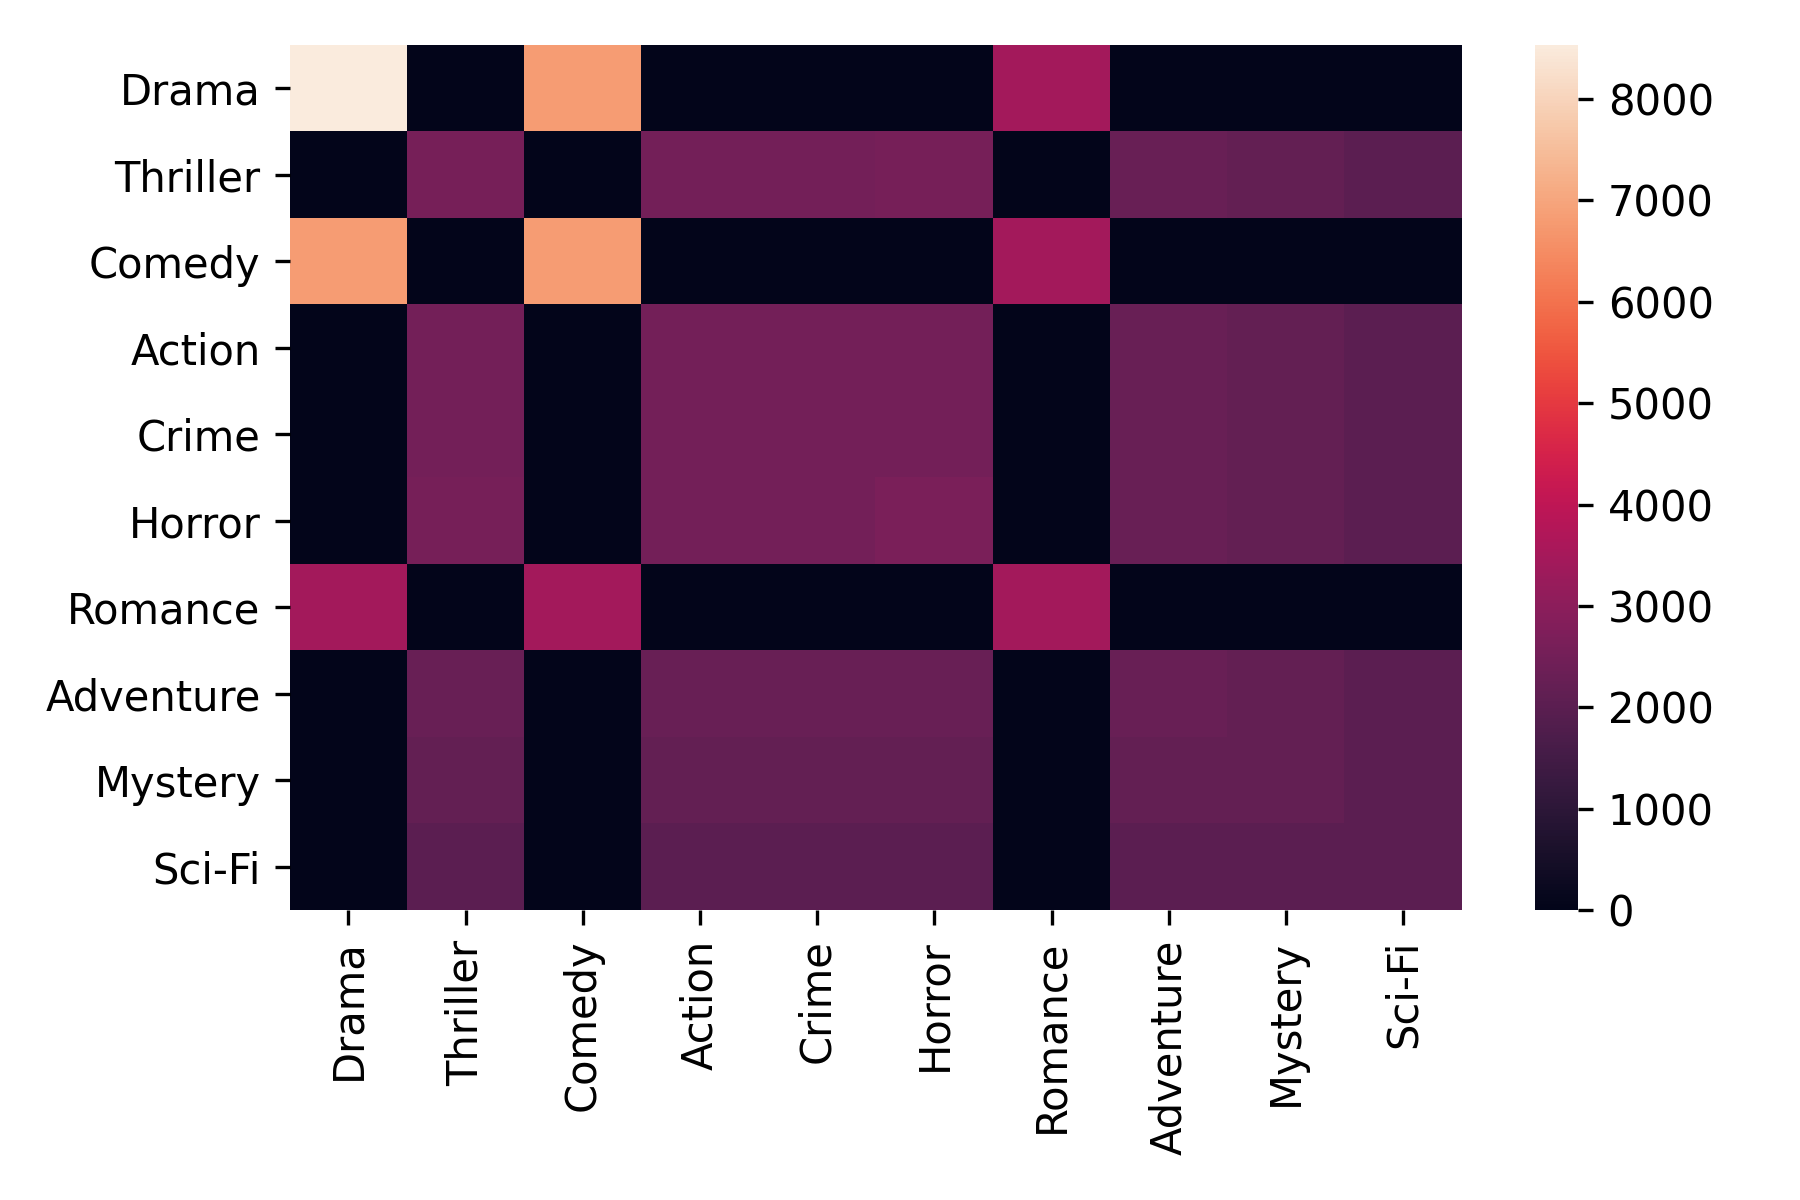 Drama
Thriller
Comedy
Action
Crime
Horror
Romance
Adventure
Mystery
Sci-Fi
Drama
Thriller
Comedy
Action
Crime
Horror
Romance
Adventure
Mystery
Sci-Fi
8000
7000
6000
5000
4000
3000
2000
1000
0